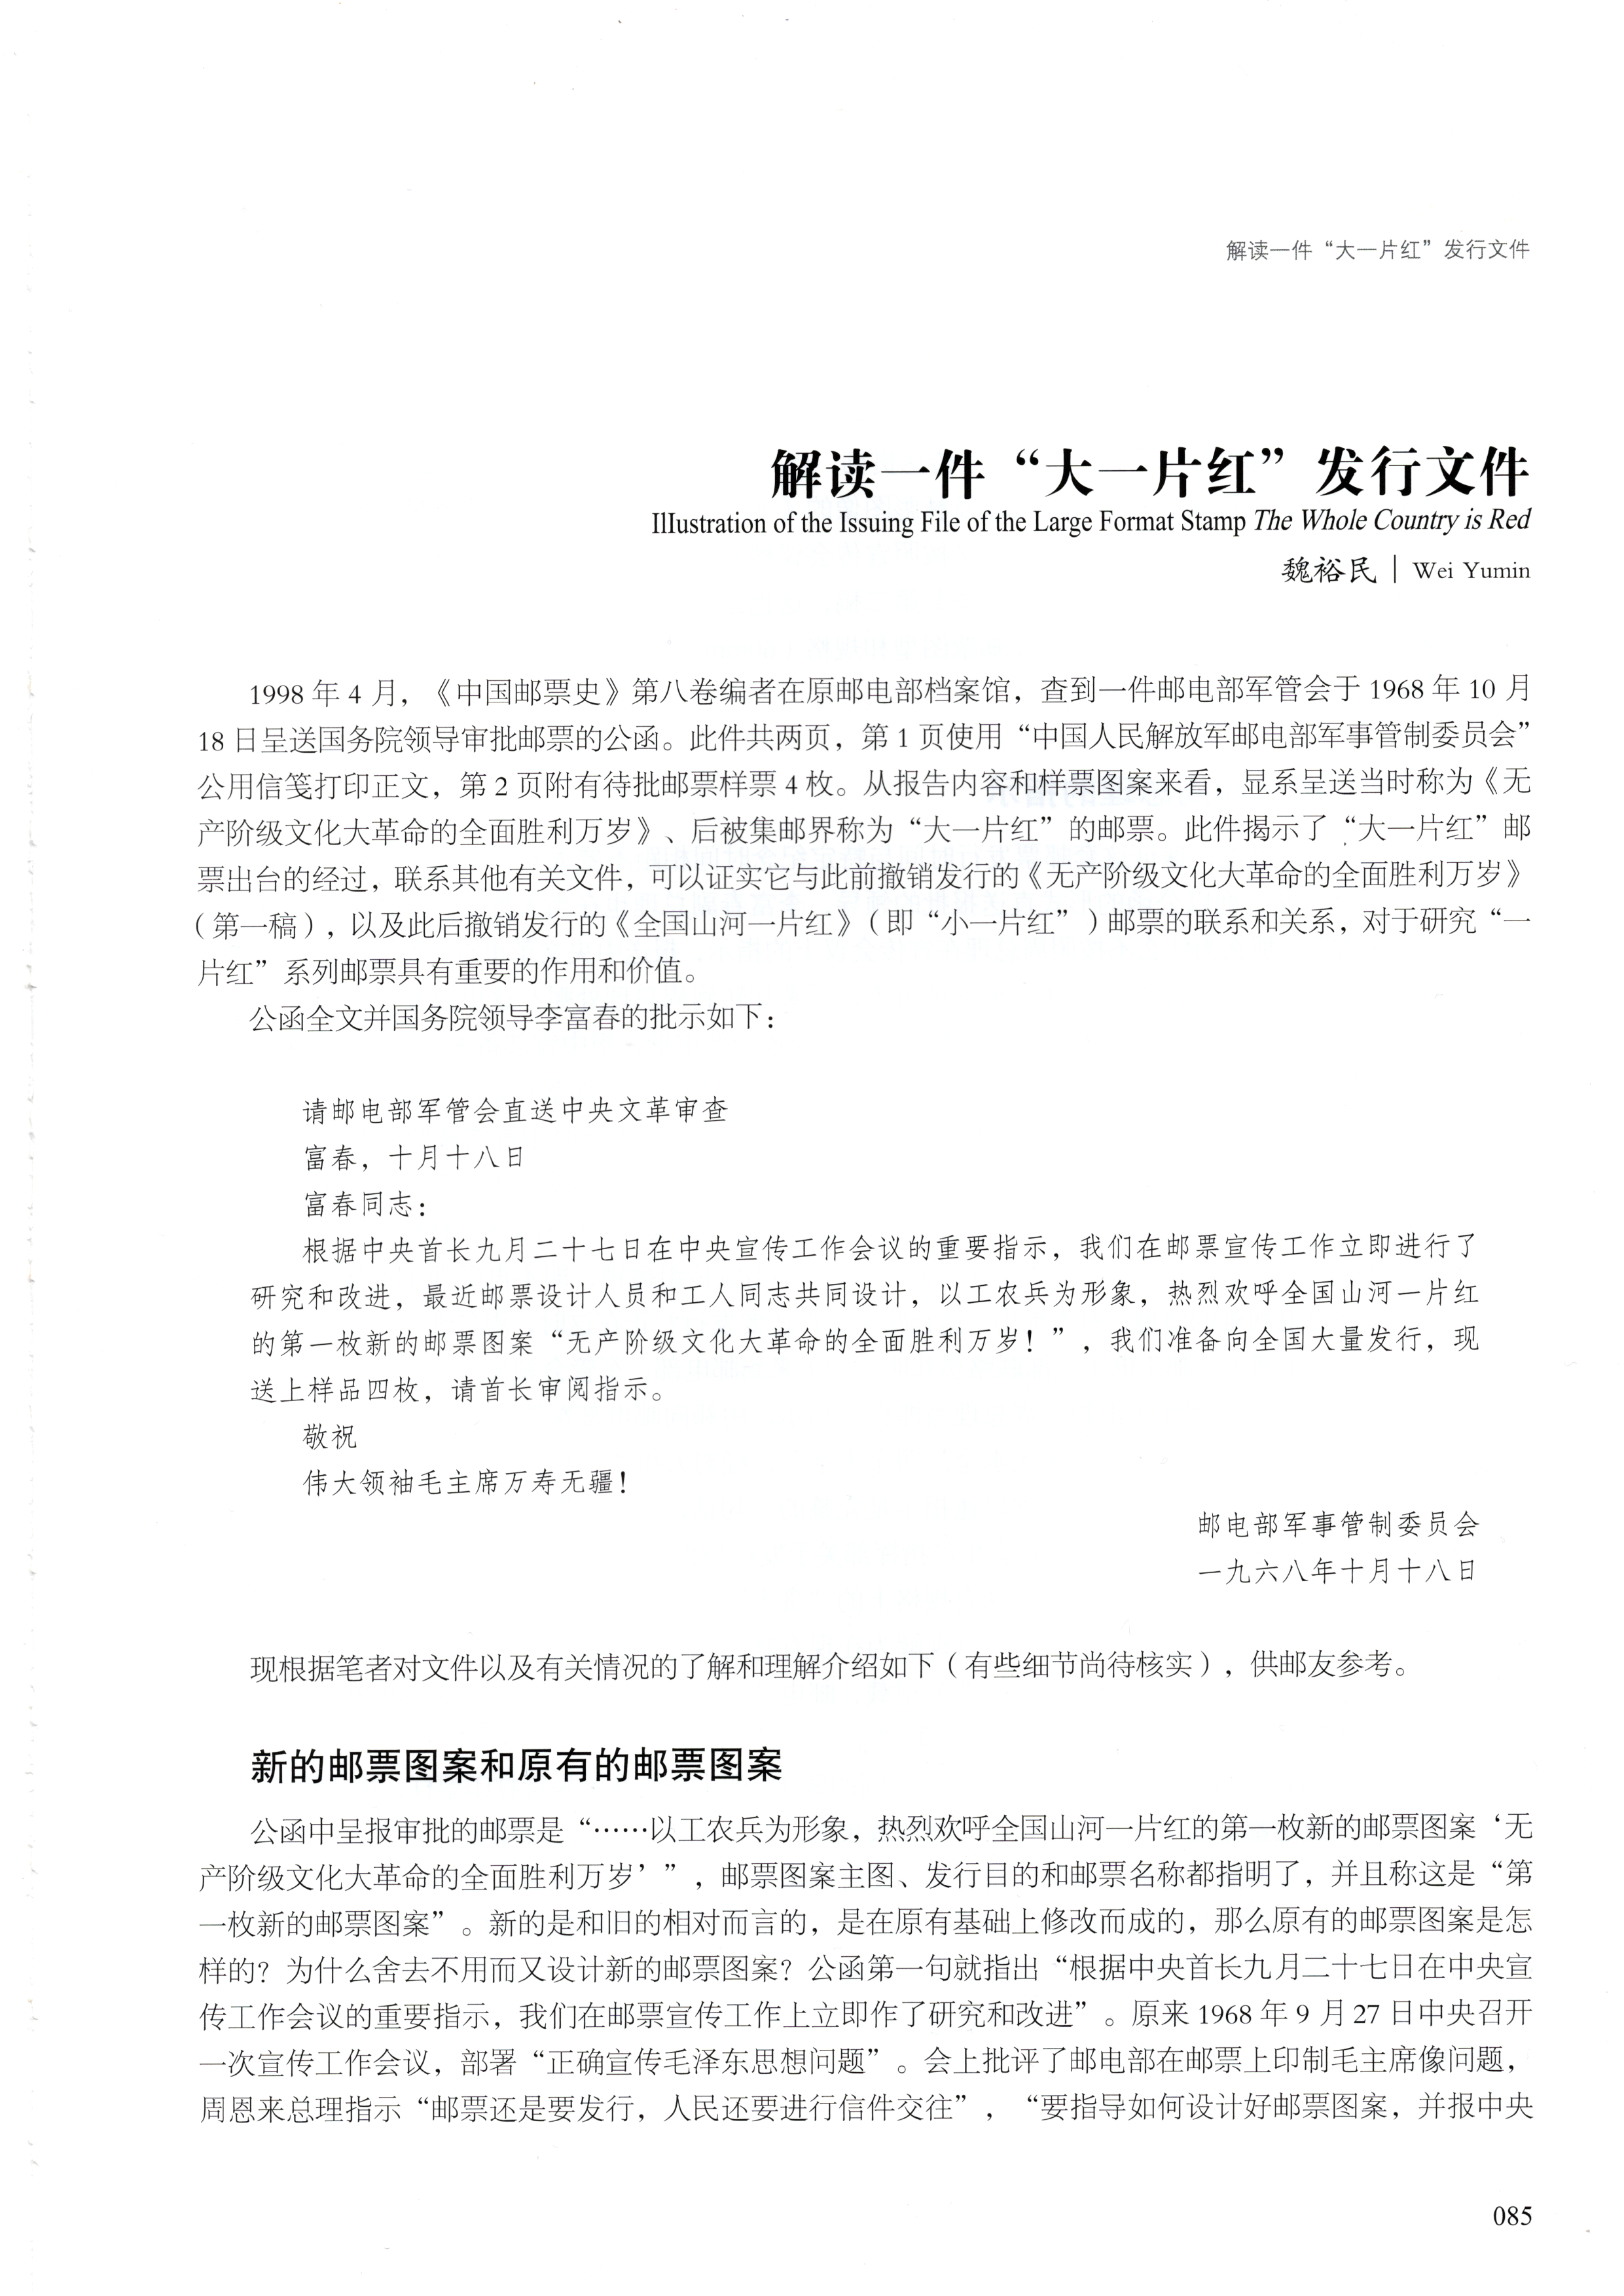 解读一件“大一片红”发行文件
解读一件“大一片红”发行文件
Illustration of the Issuing File of the Large Format Stamp The Whole Country is Red
魏裕民 | Wei Yumin
1998 年 4 月，《中国邮票史》第八卷编者在原邮电部档案馆，查到一件邮电部军管会于 1968 年 10 月
18 日呈送国务院领导审批邮票的公函。此件共两页，第 1 页使用“中国人民解放军邮电部军事管制委员会”
公用信笺打印正文，第 2 页附有待批邮票样票 4 枚。从报告内容和样票图案来看，显系呈送当时称为《无
产阶级文化大革命的全面胜利万岁》、后被集邮界称为“大一片红”的邮票。此件揭示了“大一片红”邮
票出台的经过，联系其他有关文件，可以证实它与此前撤销发行的《无产阶级文化大革命的全面胜利万岁》
（第一稿），以及此后撤销发行的《全国山河一片红》（即“小一片红”）邮票的联系和关系，对于研究“一
片红”系列邮票具有重要的作用和价值。
公函全文并国务院领导李富春的批示如下：
请邮电部军管会直送中央文革审查
富春，十月十八日
富春同志：
根据中央首长九月二十七日在中央宣传工作会议的重要指示，我们在邮票宣传工作立即进行了
研究和改进，最近邮票设计人员和工人同志共同设计，以工农兵为形象，热烈欢呼全国山河一片红
的第一枚新的邮票图案“无产阶级文化大革命的全面胜利万岁！”，我们准备向全国大量发行，现
送上样品四枚，请首长审阅指示。
敬祝
伟大领袖毛主席万寿无疆！
邮电部军事管制委员会
一九六八年十月十八日
现根据笔者对文件以及有关情况的了解和理解介绍如下（有些细节尚待核实），供邮友参考。
新的邮票图案和原有的邮票图案
公函中呈报审批的邮票是“……以工农兵为形象，热烈欢呼全国山河一片红的第一枚新的邮票图案‘无
产阶级文化大革命的全面胜利万岁’”，邮票图案主图、发行目的和邮票名称都指明了，并且称这是“第
一枚新的邮票图案”。新的是和旧的相对而言的，是在原有基础上修改而成的，那么原有的邮票图案是怎
样的？为什么舍去不用而又设计新的邮票图案？公函第一句就指出“根据中央首长九月二十七日在中央宣
传工作会议的重要指示，我们在邮票宣传工作上立即作了研究和改进”。原来 1968 年 9 月 27 日中央召开
一次宣传工作会议，部署“正确宣传毛泽东思想问题”。会上批评了邮电部在邮票上印制毛主席像问题，
周恩来总理指示“邮票还是要发行，人民还要进行信件交往”，“要指导如何设计好邮票图案，并报中央
085